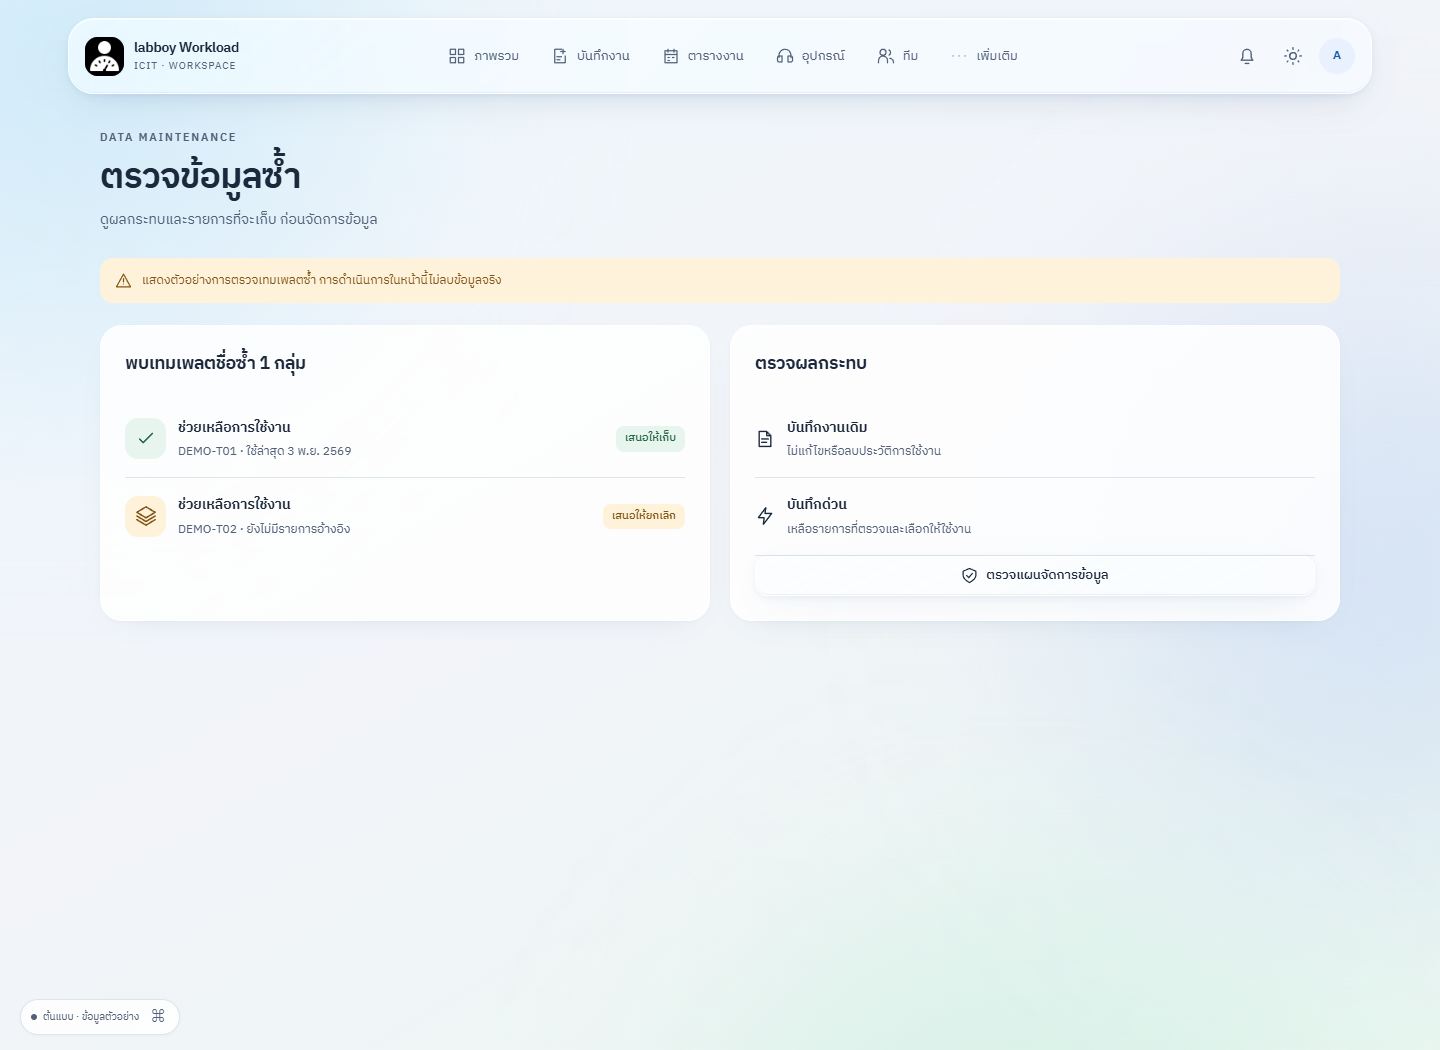 labboy Workload
ICIT · WORKSPACE
ภาพรวม
บันทึกงาน
ตารางงาน
อุปกรณ์
ทีม
เพิ่มเติม
A
DATA MAINTENANCE
ตรวจข้อมูลซ้ำ
ดูผลกระทบและรายการที่จะเก็บ ก่อนจัดการข้อมูล
แสดงตัวอย่างการตรวจเทมเพลตซ้ำ การดำเนินการในหน้านี้ไม่ลบข้อมูลจริง
พบเทมเพลตชื่อซ้ำ 1 กลุ่ม
ช่วยเหลือการใช้งาน
DEMO-T01 · ใช้ล่าสุด 3 พ.ย. 2569
เสนอให้เก็บ
ช่วยเหลือการใช้งาน
DEMO-T02 · ยังไม่มีรายการอ้างอิง
เสนอให้ยกเลิก
ตรวจผลกระทบ
บันทึกงานเดิม
ไม่แก้ไขหรือลบประวัติการใช้งาน
บันทึกด่วน
เหลือรายการที่ตรวจและเลือกให้ใช้งาน
ตรวจแผนจัดการข้อมูล
ต้นแบบ · ข้อมูลตัวอย่าง ⌘